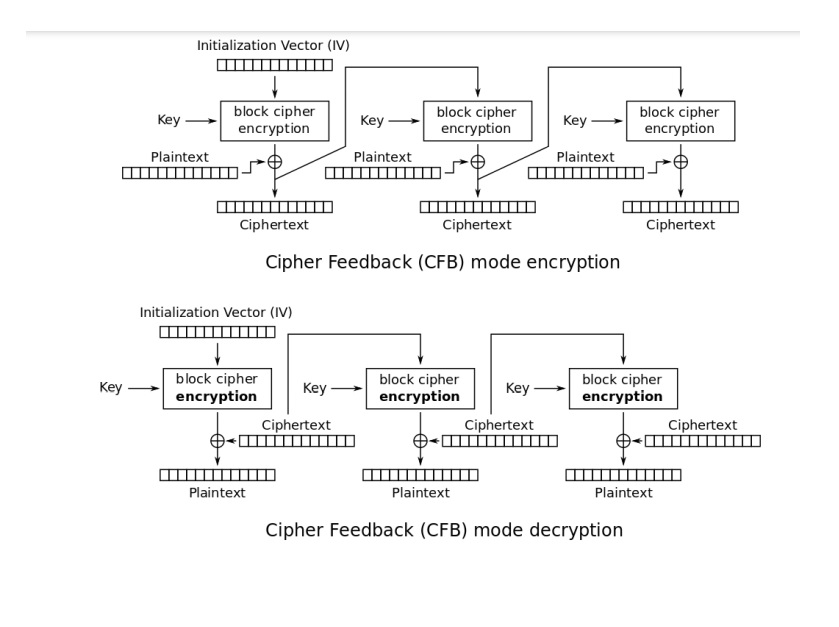 Initialization Vector (IV)
block cipher
encryption
block cipher
encryption
block cipher
encryption
Key
Key
Key
Plaintext
Plaintext
Plaintext
Ciphertext
Ciphertext
Ciphertext
Cipher Feedback (CFB) mode encryption
Initialization Vector (IV)
block cipher
encryption
block cipher
encryption
block cipher
encryption
Key
Key
Key
Ciphertext
Ciphertext
Ciphertext
Plaintext
Plaintext
Plaintext
Cipher Feedback (CFB) mode decryption